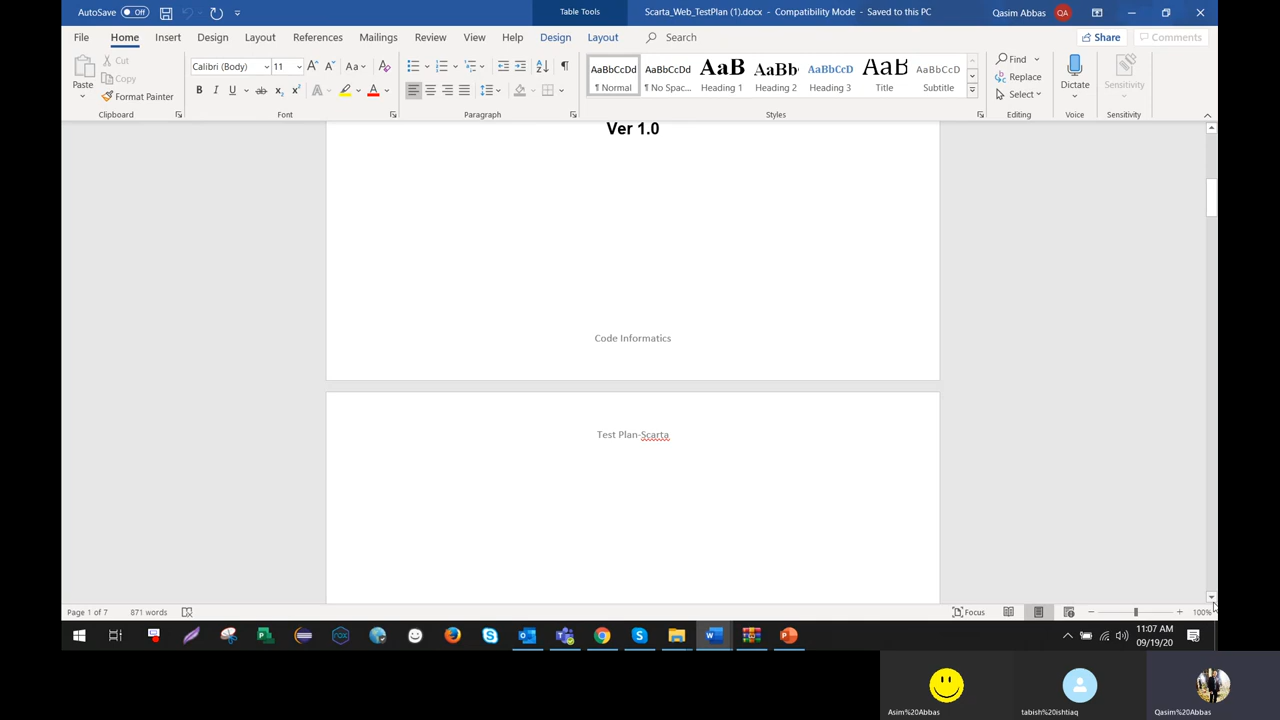 AutoSave Off
Table Tools
Scarta_Web_TestPlan (1).docx - Compatibility Mode - Saved to this PC
Qasim Abbas QA
File Home Insert Design Layout References Mailings Review View Help Design Layout Search Share Comments
Paste Cut
Copy
Format Painter
Calibri (Body) 11
AaBbCcDd AaBbCcDd AaB AaBb AaBbCcD AaB AaBbCcD
¶ Normal ¶ No Spac... Heading 1 Heading 2 Heading 3 Title Subtitle
Find
Replace
Select
Dictate
Sensitivity
Clipboard Font Paragraph Styles Editing Voice Sensitivity
Ver 1.0
Code Informatics
Test Plan-Scarta
Page 1 of 7 871 words Focus 100%
11:07 AM
09/19/20
Asim%20Abbas tabish%20ishtiaq Qasim%20Abbas